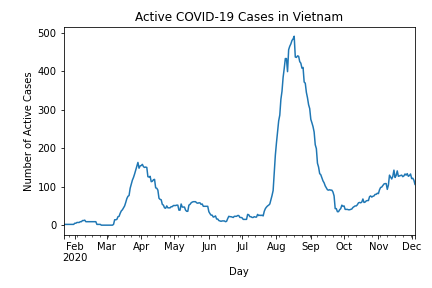 Active COVID-19 Cases in Vietnam
500
400
300
200
100
0
Number of Active Cases
Feb Mar Apr May Jun Jul Aug Sep Oct Nov Dec
2020
Day